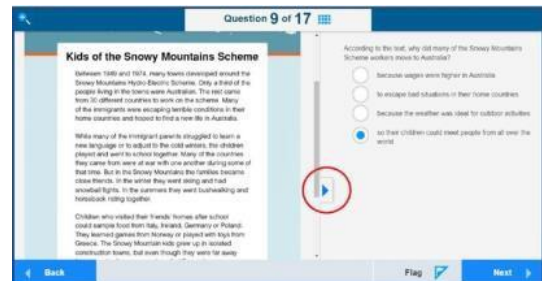 Question 9 of 17
Kids of the Snowy Mountains Scheme
Between 1949 and 1974, many towns developed around the
Snowy Mountains Hydro-Electric Scheme. Only a third of the
people living in the towns were Australian. The rest came
from 30 different countries to work on the scheme. Many
of the immigrants were escaping terrible conditions in their
home countries and hoped to find a new life in Australia.
While many of the immigrant parents struggled to learn a
new language or to adjust to the cold winters, the children
played and went to school together. Many of the countries
they came from were at war with one another during some of
that time. But in the Snowy Mountains the families became
close friends. In the winter they went skiing and had
snowball fights. In the summers they went bushwalking and
horseback riding together.
Children who visited their friends' homes after school
could sample food from Italy, Ireland, Germany or Poland.
They learned games from Norway or played with toys from
Greece. The Snowy Mountain kids grew up in isolated
construction towns, but even though they were far away
According to the text, why did many of the Snowy Mountains
Scheme workers move to Australia?
because wages were higher in Australia
to escape bad situations in their home countries
because the weather was ideal for outdoor activities
so their children could meet people from all over the
world
Back
Flag
Next